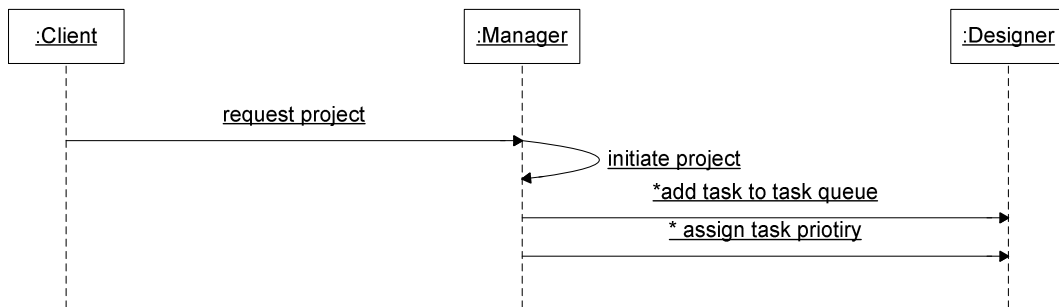 :Client
:Manager
:Designer
request project
initiate project
*add task to task queue
* assign task priotiry